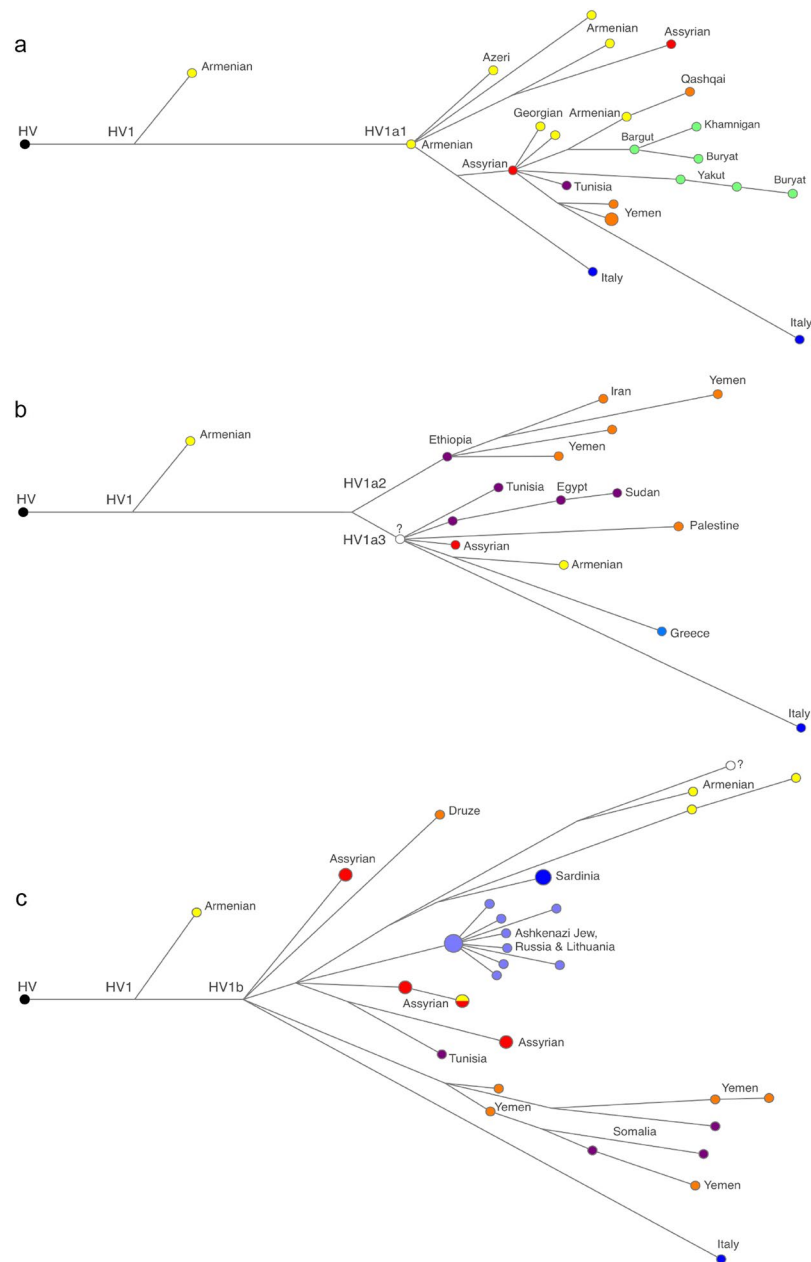 a
Armenian
Azeri
Armenian
Assyrian
Qashqai
HV
HV1
HV1a1
Armenian
Georgian
Armenian
Khamnigan
Bargut
Buryat
Assyrian
Tunisia
Yakut
Buryat
Yemen
Italy
Italy
b
Armenian
Iran
Yemen
Ethiopia
Yemen
HV
HV1
HV1a2
Tunisia
Egypt
Sudan
?
HV1a3
Palestine
Assyrian
Armenian
Greece
Italy
c
?
Armenian
Druze
Assyrian
Sardinia
Armenian
Ashkenazi Jew,
Russia & Lithuania
HV
HV1
HV1b
Assyrian
Assyrian
Tunisia
Yemen
Yemen
Somalia
Yemen
Italy